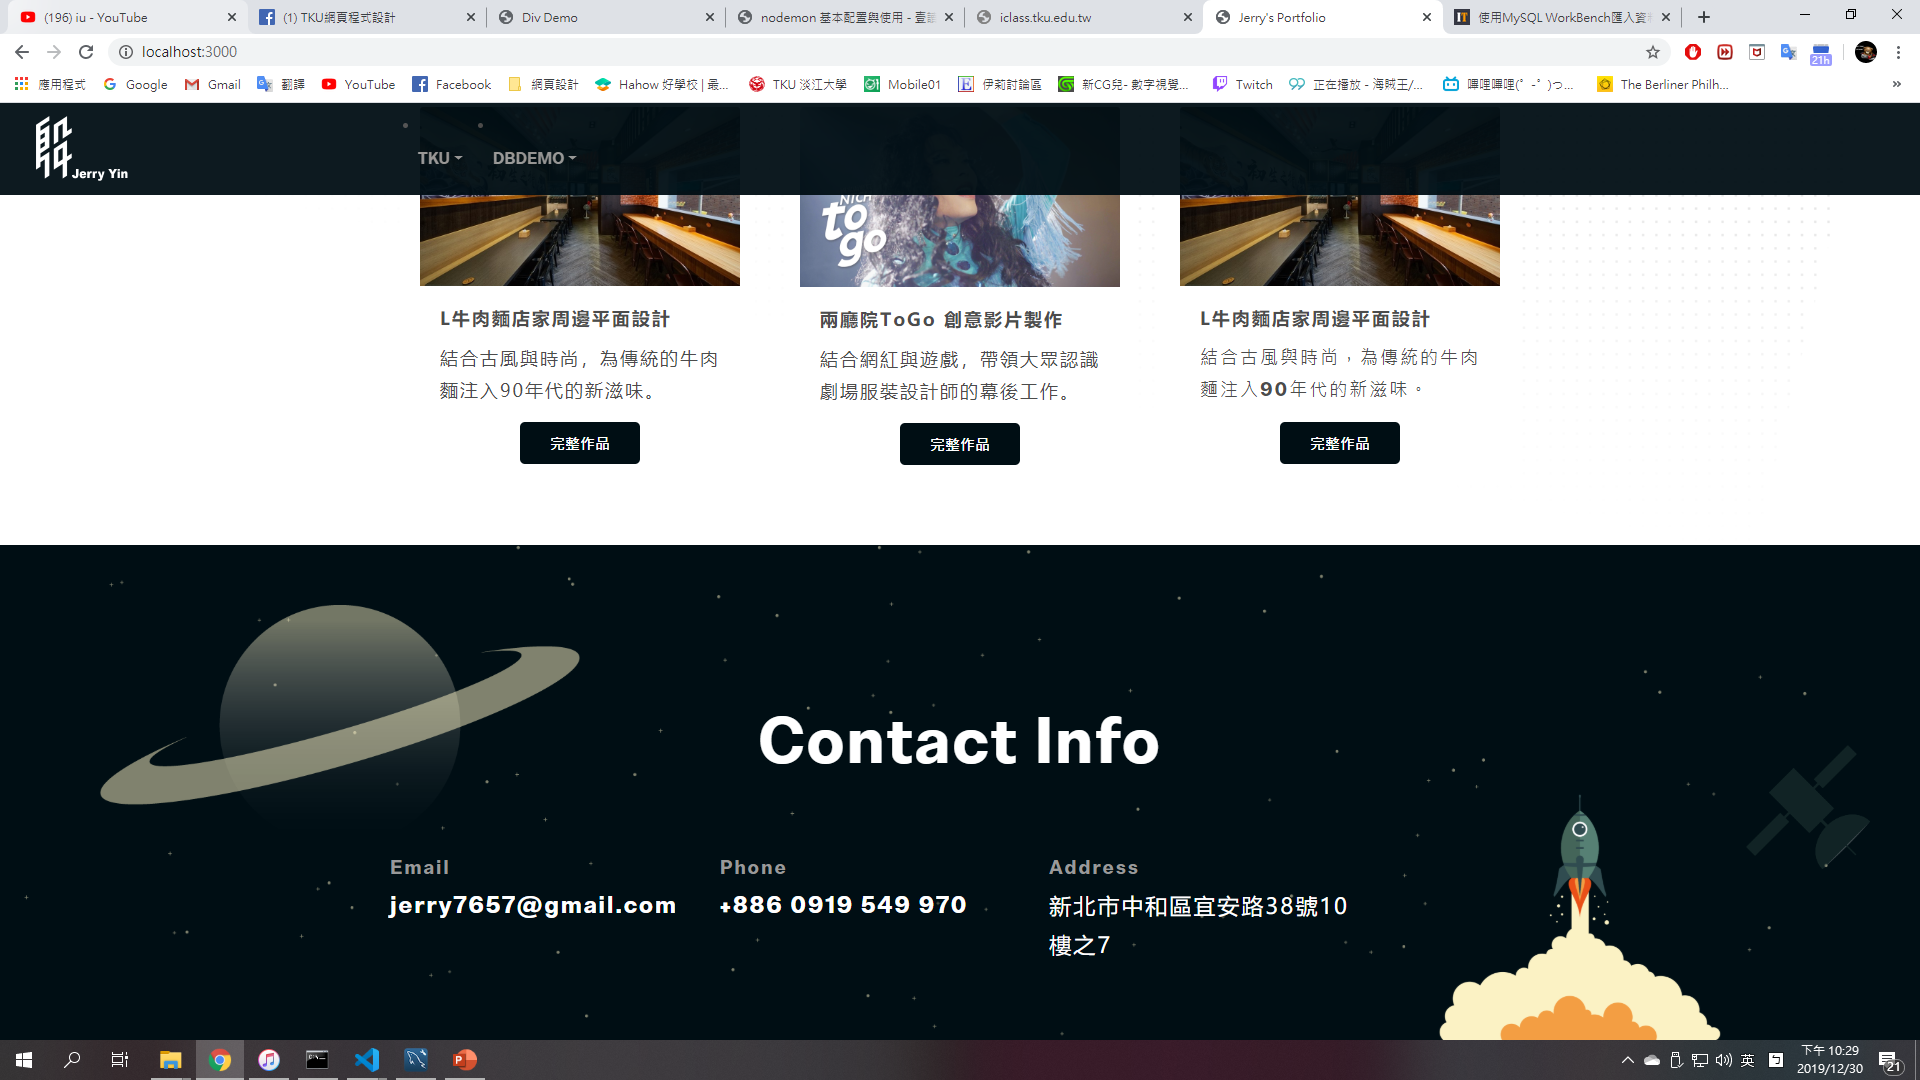 (196) iu - YouTube
(1) TKU網頁程式設計
Div Demo
nodemon 基本配置與使用 - 壹
iclass.tku.edu.tw
Jerry's Portfolio
使用MySQL WorkBench匯入資
localhost:3000
21h
應用程式
Google
Gmail
翻譯
YouTube
Facebook
網頁設計
Hahow 好學校 | 最...
TKU 淡江大學
Mobile01
伊莉討論區
新CG兒- 數字視覺...
Twitch
正在播放 - 海賊王/...
嗶哩嗶哩(゜-゜)つ...
The Berliner Philh...
Jerry Yin
TKU
DBDEMO
to
go
L牛肉麵店家周邊平面設計
結合古風與時尚，為傳統的牛肉
麵注入90年代的新滋味。
完整作品
兩廳院ToGo 創意影片製作
結合網紅與遊戲，帶領大眾認識
劇場服裝設計師的幕後工作。
完整作品
L牛肉麵店家周邊平面設計
結合古風與時尚，為傳統的牛肉
麵注入90年代的新滋味。
完整作品
Contact Info
Email
jerry7657@gmail.com
Phone
+886 0919 549 970
Address
新北市中和區宜安路38號10
樓之7
英
下午 10:29
2019/12/30
21